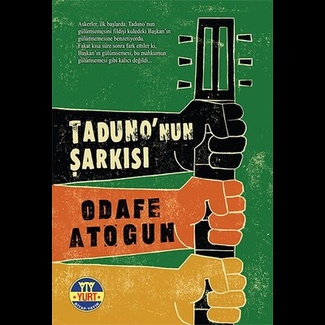 Askerler, ilk başlarda, Taduno'nun
gülümsemesini fildişi kuledeki Başkan'ın
gülümsemesine benzetiyordu.
Fakat kısa süre sonra fark ettiler ki,
Başkan'ın gülümsemesi, bu mahkumun
gülümsemesi gibi kalıcı değildi...
TADUNO'NUN
ŞARKISI
ODAFE
ATOGUN
YURT